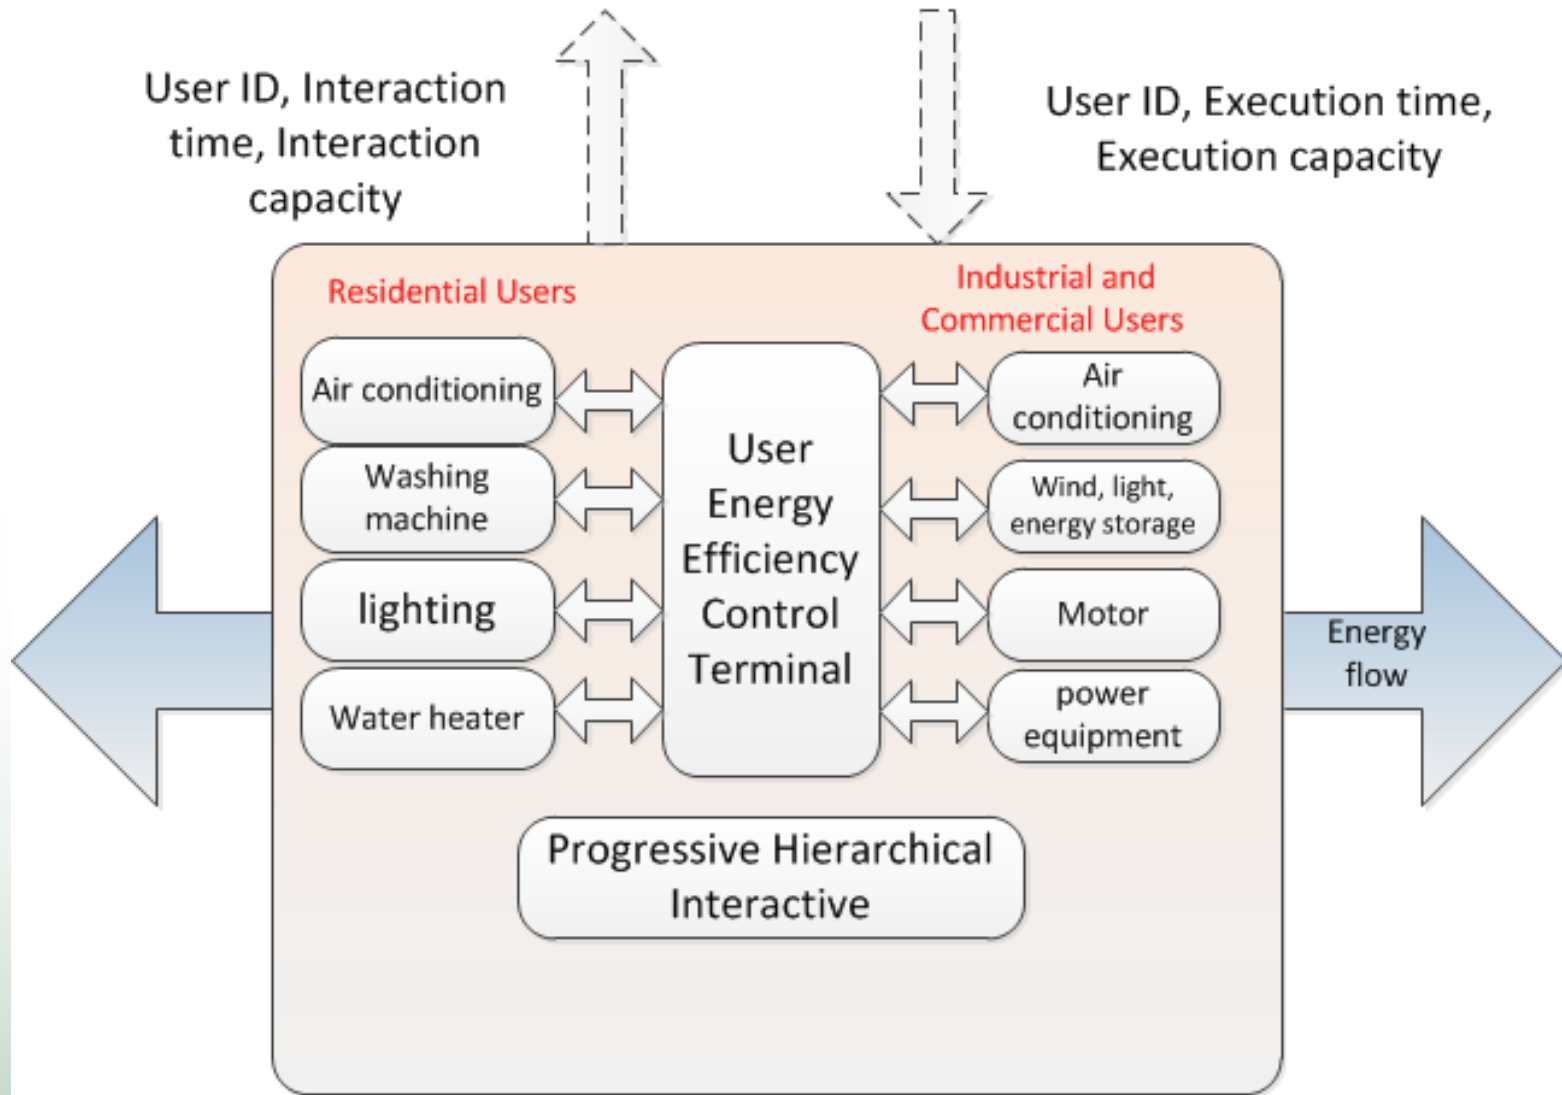 User ID, Interaction
time, Interaction
capacity
User ID, Execution time,
Execution capacity
Residential Users
Industrial and
Commercial Users
Air conditioning
Washing
machine
lighting
Water heater
User
Energy
Efficiency
Control
Terminal
Air
conditioning
Wind, light,
energy storage
Motor
power
equipment
Energy
flow
Progressive Hierarchical
Interactive